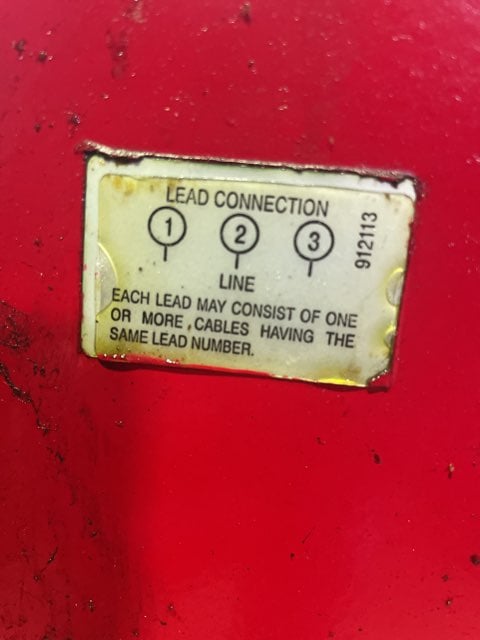 LEAD CONNECTION
1 2 3
912113
LINE
EACH LEAD MAY CONSIST OF ONE
OR MORE CABLES HAVING THE
SAME LEAD NUMBER.